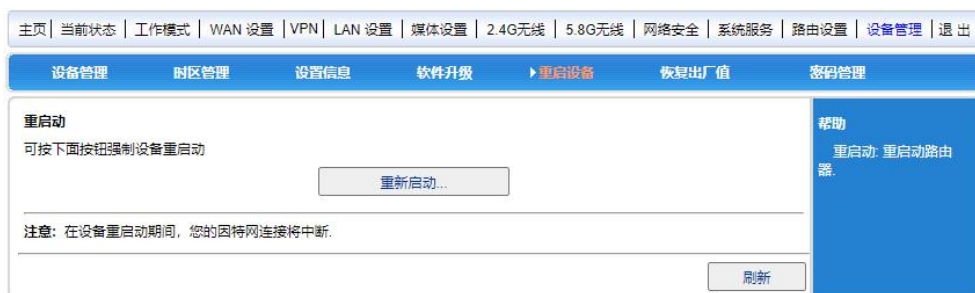 主页 | 当前状态 | 工作模式 | WAN 设置 | VPN | LAN 设置 | 媒体设置 | 2.4G无线 | 5.8G无线 | 网络安全 | 系统服务 | 路由设置 | 设备管理 | 退出
设备管理 时区管理 设置信息 软件升级 重启设备 恢复出厂值 密码管理
重启动
可按下面按钮强制设备重启动
重新启动...
注意: 在设备重启动期间，您的因特网连接将中断.
刷新
帮助
重启动: 重启动路由
器.